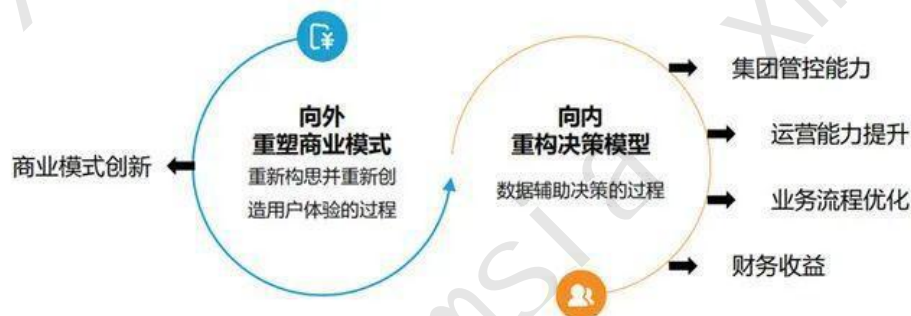 商业模式创新
向外
重塑商业模式
重新构思并重新创
造用户体验的过程
向内
重构决策模型
数据辅助决策的过程
集团管控能力
运营能力提升
业务流程优化
财务收益